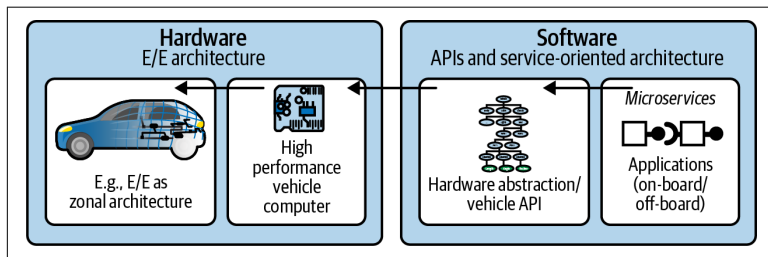 Hardware
E/E architecture
E.g., E/E as
zonal architecture
High
performance
vehicle
computer
Software
APIs and service-oriented architecture
Hardware abstraction/
vehicle API
Microservices
Applications
(on-board/
off-board)